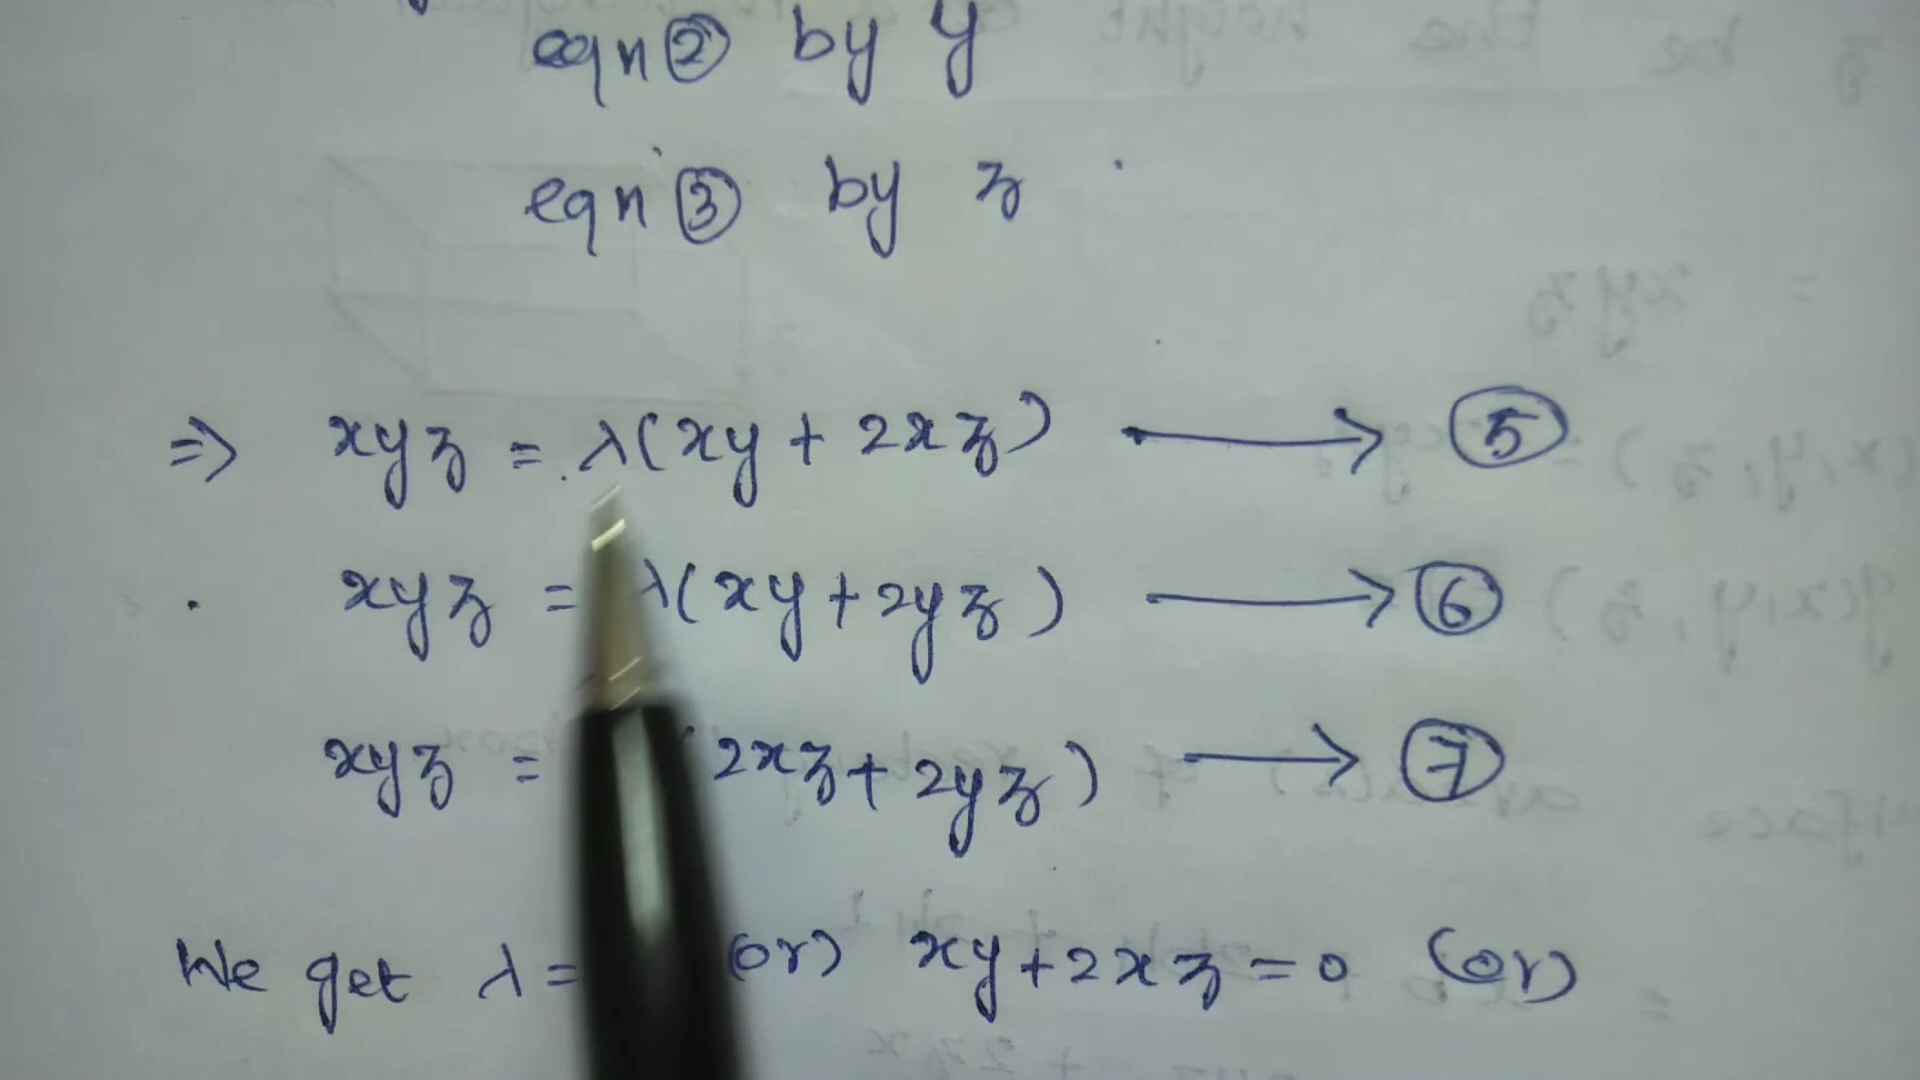 eqn ② by y
eqn ③ by z
⇒ xyz = λ(xy + 2xz) ⟶ ⑤
xyz = λ(xy + 2yz) ⟶ ⑥
xyz = 2xz + 2yz) ⟶ ⑦
We get λ = (or) xy + 2xz = 0 (or)